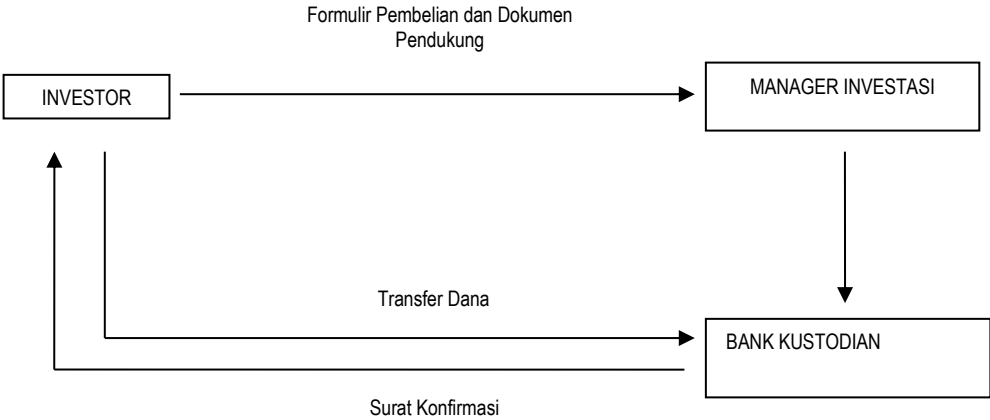 Formulir Pembelian dan Dokumen
Pendukung
INVESTOR
MANAGER INVESTASI
Transfer Dana
BANK KUSTODIAN
Surat Konfirmasi